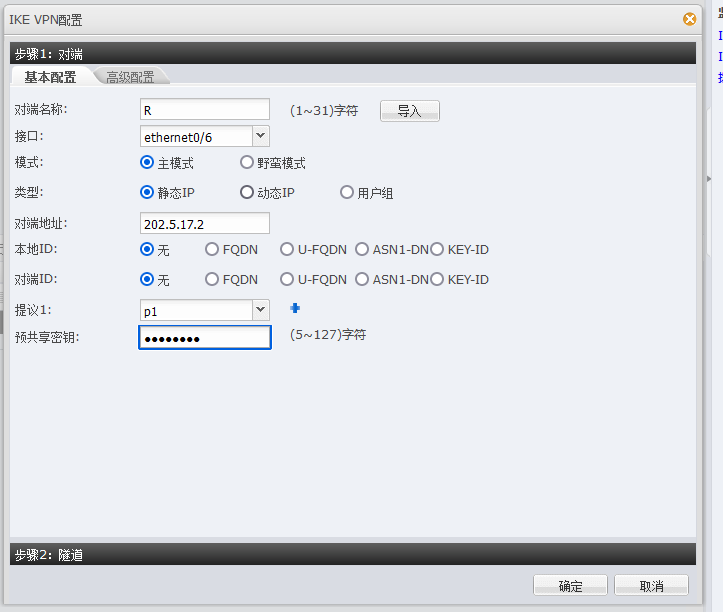 IKE VPN配置
步骤1: 对端
基本配置 高级配置
对端名称: R (1~31)字符 导入
接口: ethernet0/6
模式: 主模式 野蛮模式
类型: 静态IP 动态IP 用户组
对端地址: 202.5.17.2
本地ID: 无 FQDN U-FQDN ASN1-DN KEY-ID
对端ID: 无 FQDN U-FQDN ASN1-DN KEY-ID
提议1: p1
预共享密钥: ●●●●●●●● (5~127)字符
步骤2: 隧道
确定 取消